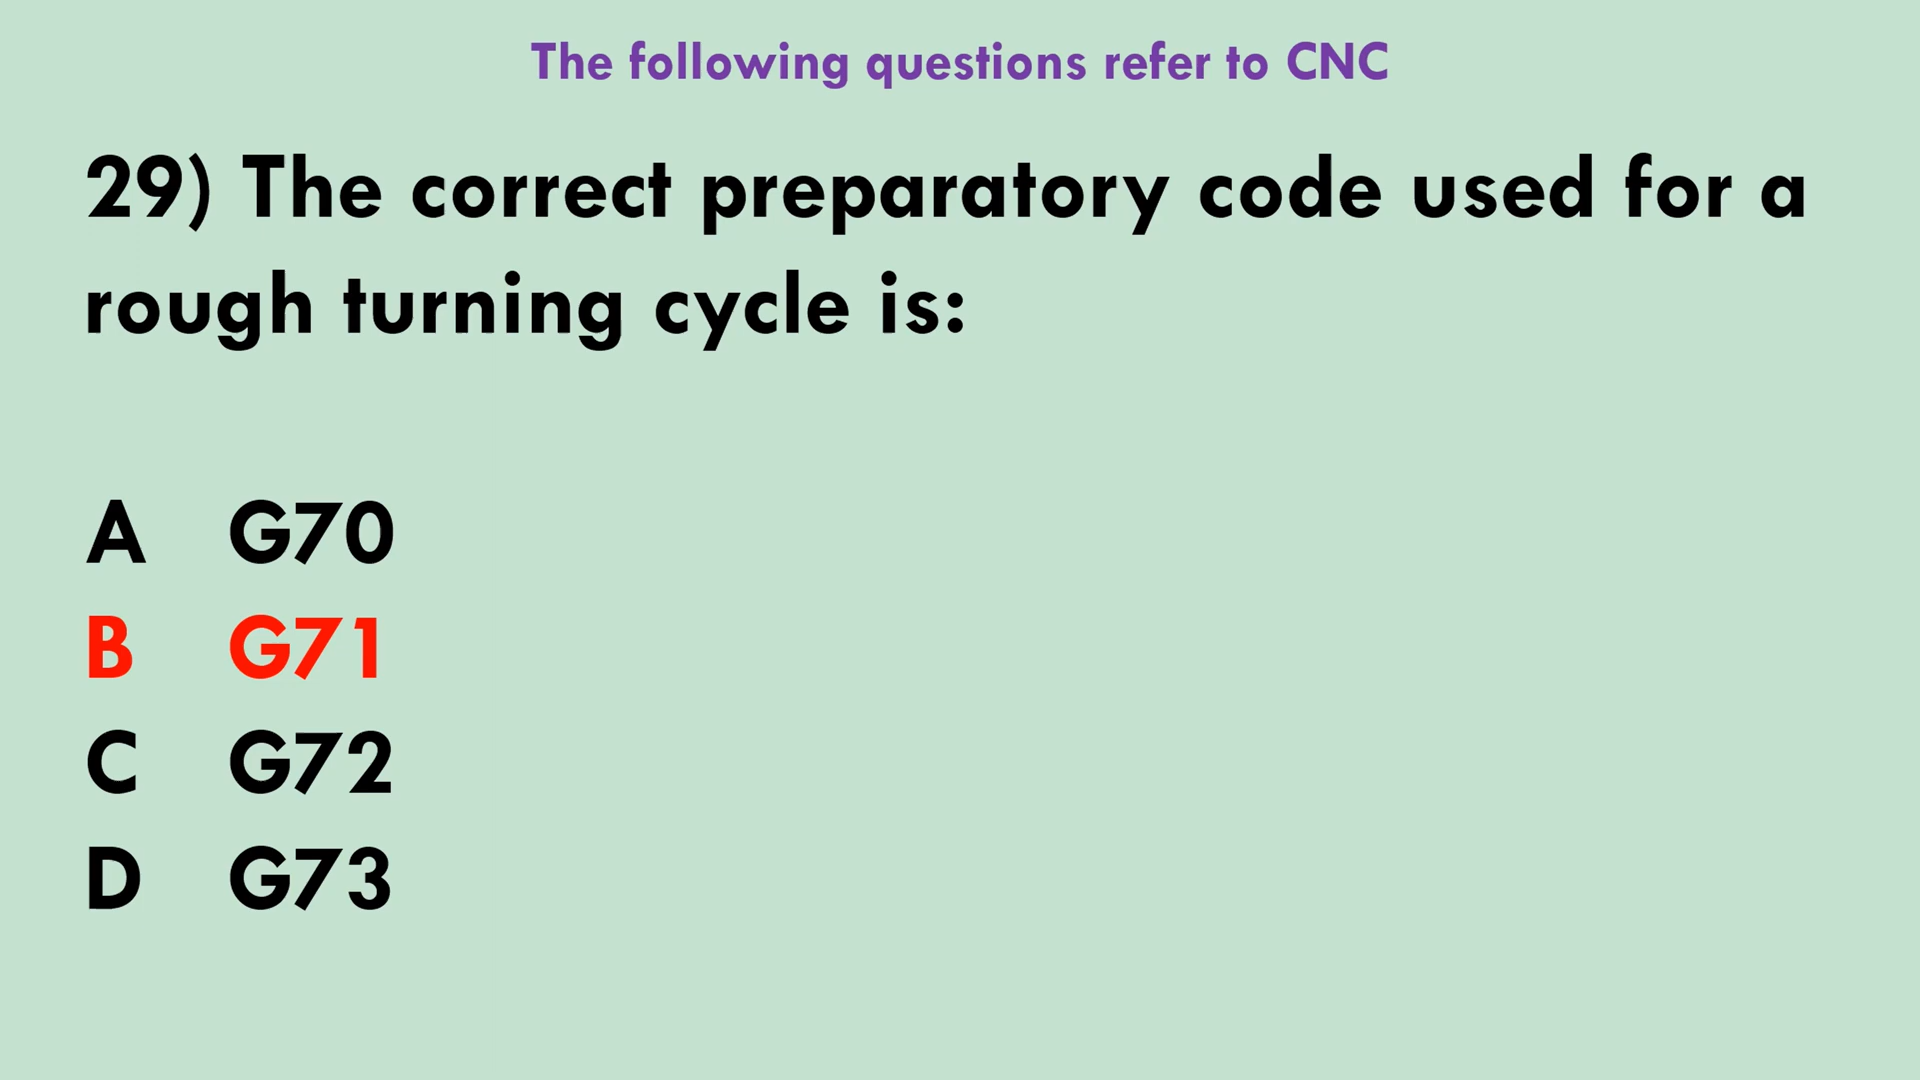 The following questions refer to CNC
29) The correct preparatory code used for a
rough turning cycle is:
A G70
B G71
C G72
D G73